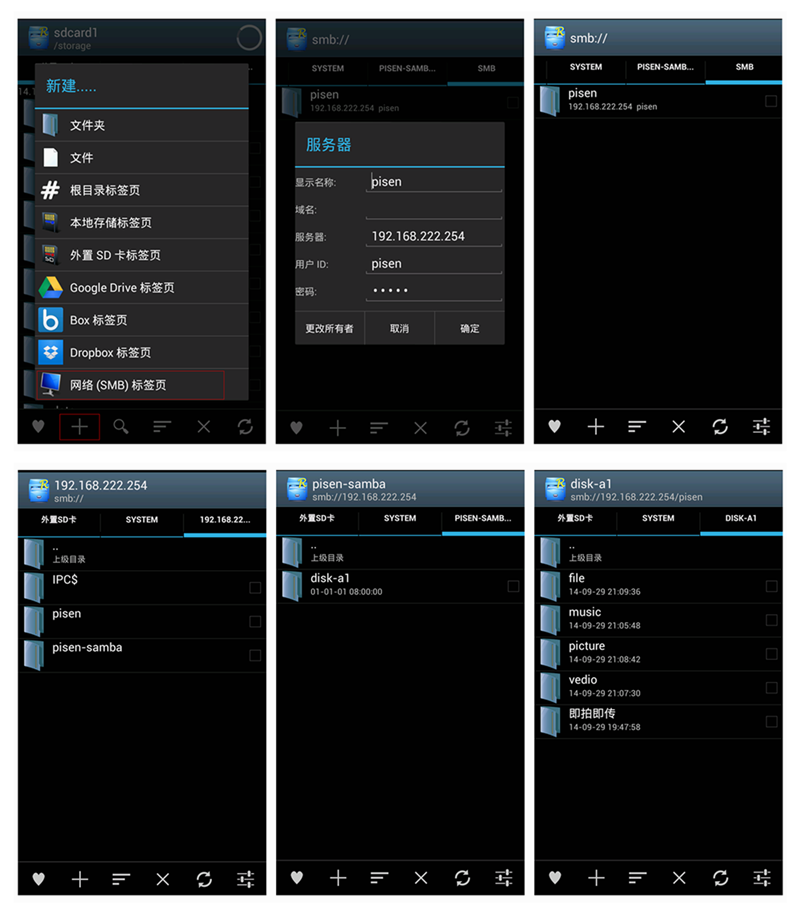 sdcard1
/storage
新建.....
文件夹
文件
根目录标签页
本地存储标签页
外置 SD 卡标签页
Google Drive 标签页
Box 标签页
Dropbox 标签页
网络 (SMB) 标签页
smb://
SYSTEM PISEN-SAMB... SMB
pisen
192.168.222.254 pisen
服务器
显示名称: pisen
域名:
服务器: 192.168.222.254
用户 ID: pisen
密码: •••••
更改所有者 取消 确定
smb://
SYSTEM PISEN-SAMB... SMB
pisen
192.168.222.254 pisen
192.168.222.254
smb://
外置SD卡 SYSTEM 192.168.22...
..
上级目录
IPC$
pisen
pisen-samba
pisen-samba
smb://192.168.222.254
外置SD卡 SYSTEM PISEN-SAMB...
..
上级目录
disk-a1
01-01-01 08:00:00
disk-a1
smb://192.168.222.254/pisen
外置SD卡 SYSTEM DISK-A1
..
上级目录
file
14-09-29 21:09:36
music
14-09-29 21:05:48
picture
14-09-29 21:08:42
vedio
14-09-29 21:07:30
即拍即传
14-09-29 19:47:58